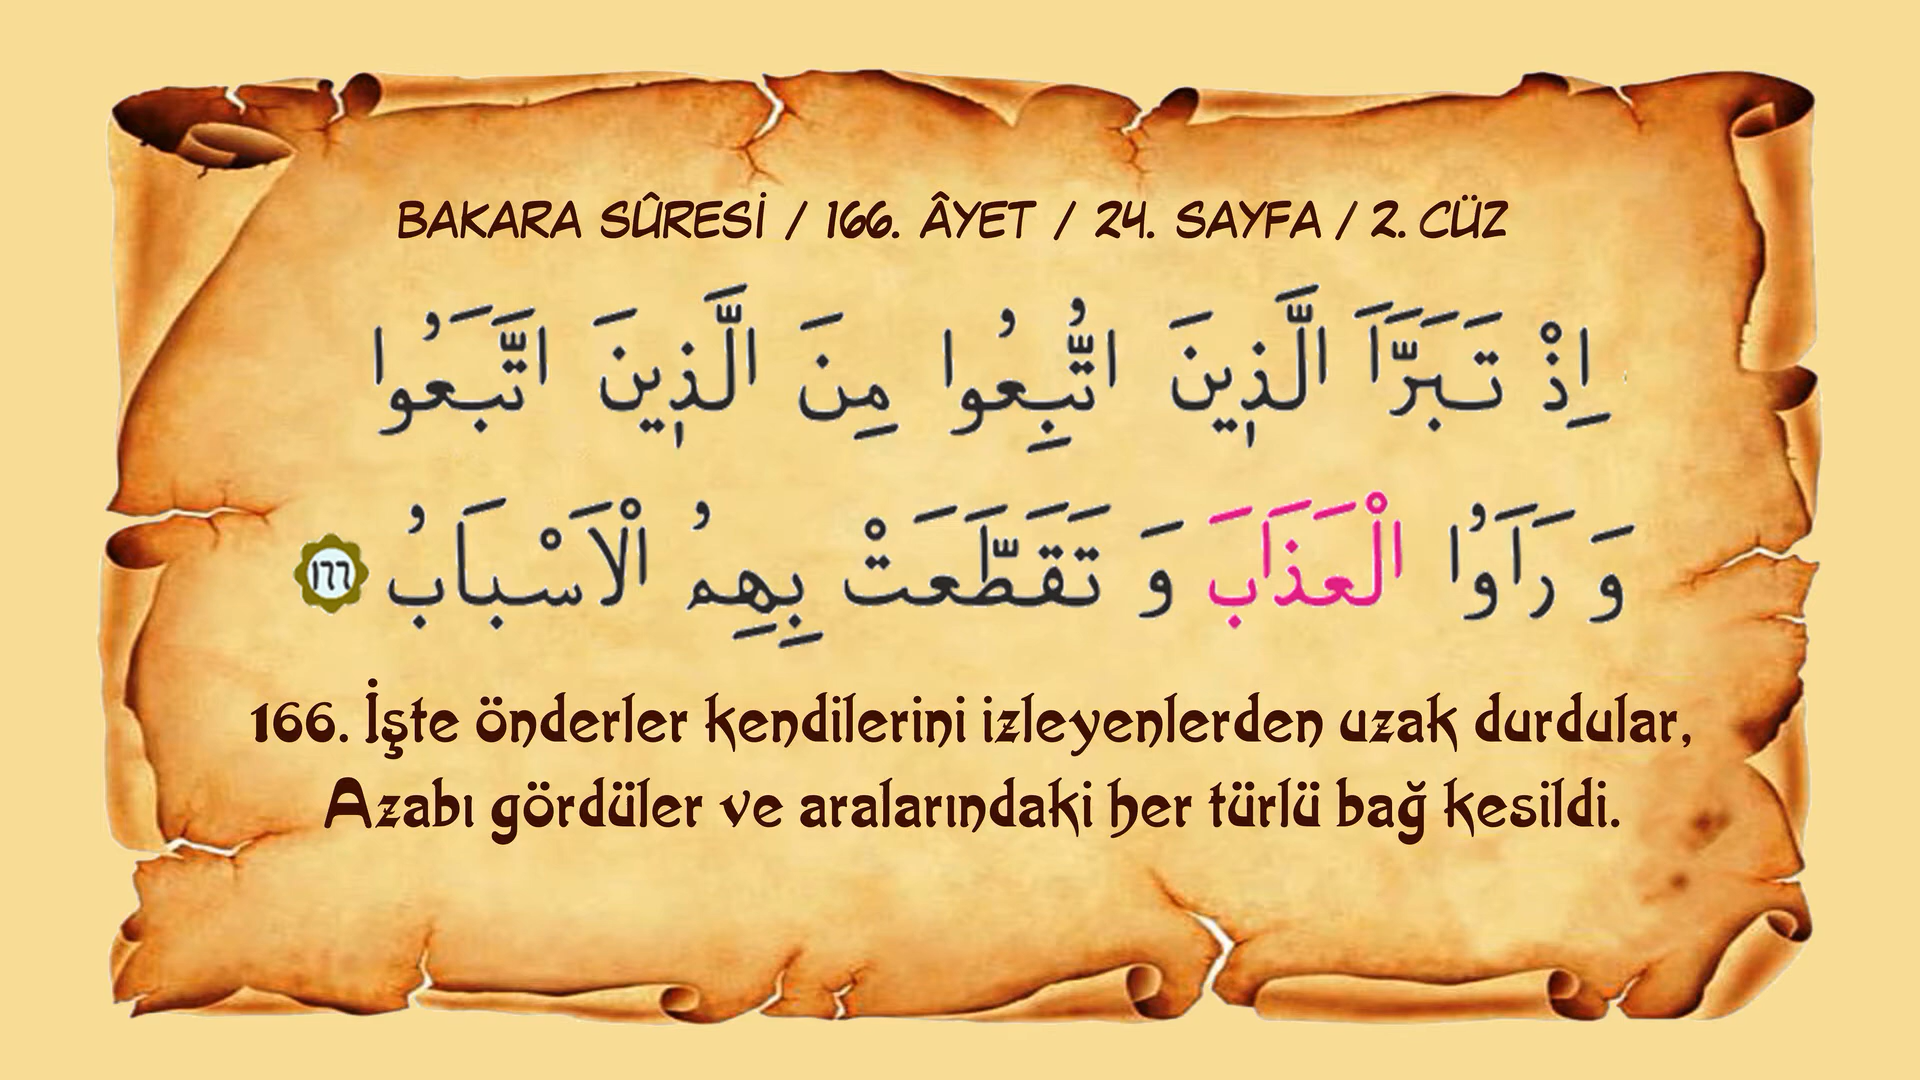 BAKARA SÛRESİ / 166. ÂYET / 24. SAYFA / 2. CÜZ
اِذْ تَبَرَّاَ الَّذٖينَ اتُّبِعُوا مِنَ الَّذٖينَ اتَّبَعُوا
وَ رَاَوُا الْعَذَابَ وَ تَقَطَّعَتْ بِهِمُ الْاَسْبَابُ ١٦٦
166. İşte önderler kendilerini izleyenlerden uzak durdular,
Azabı gördüler ve aralarındaki her türlü bağ kesildi.